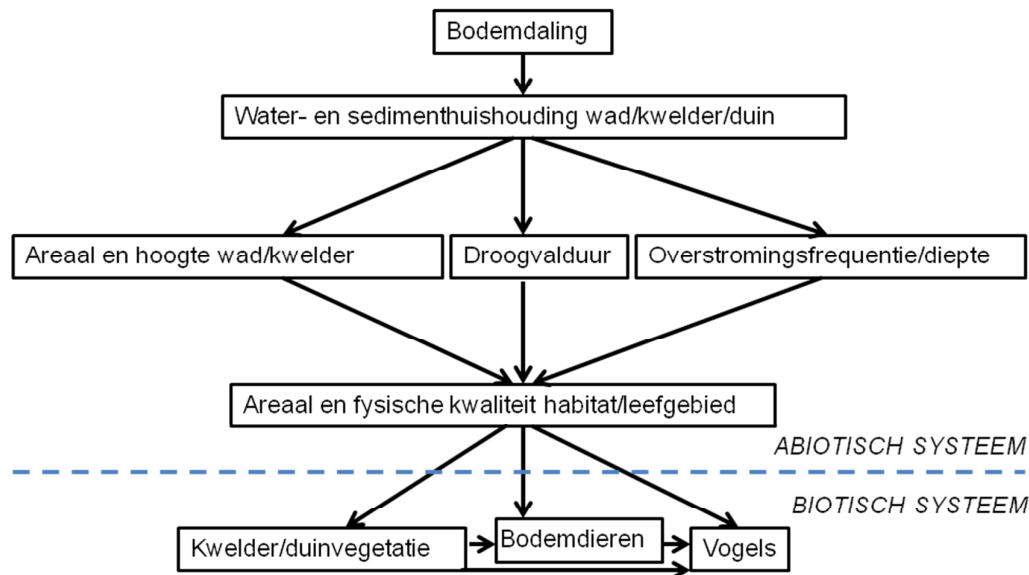 Bodemdaling
Water- en sedimenthuishouding wad/kwelder/duin
Areaal en hoogte wad/kwelder
Droogvalduur
Overstromingsfrequentie/diepte
Areaal en fysische kwaliteit habitat/leefgebied
ABIOTISCH SYSTEEM
BIOTISCH SYSTEEM
Kwelder/duinvegetatie
Bodemdieren
Vogels